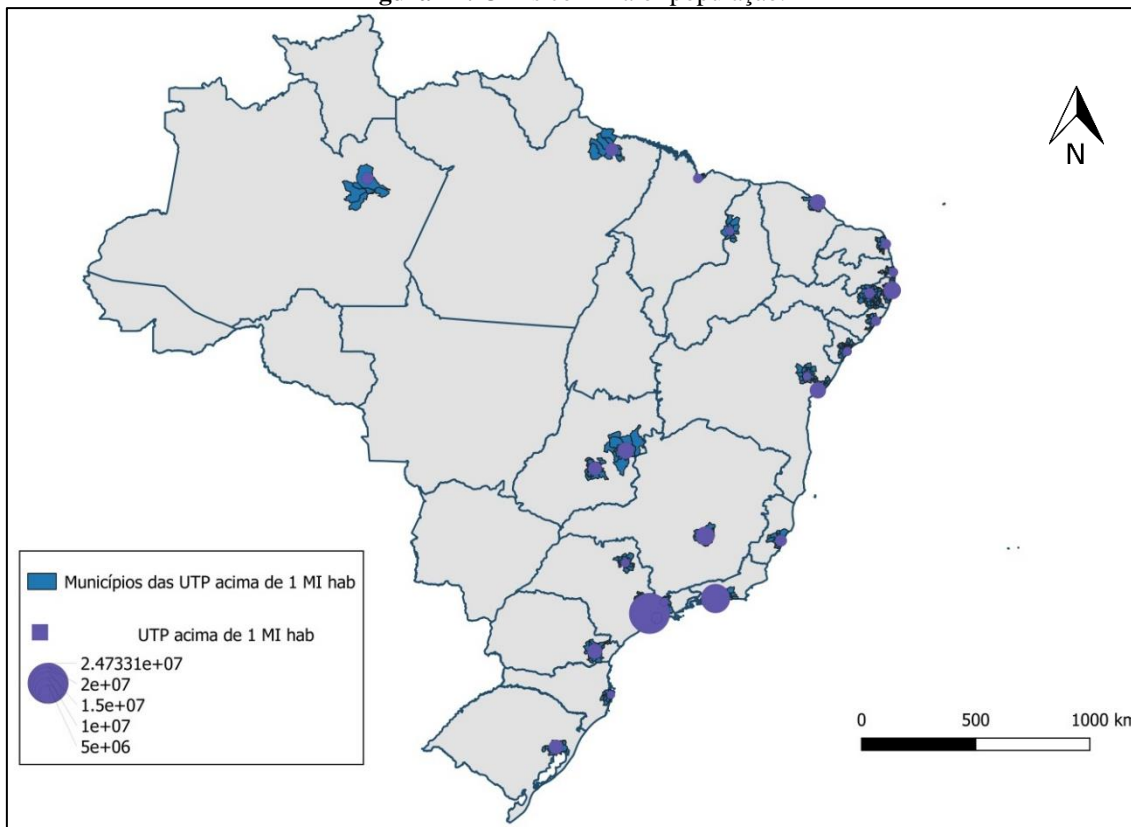 população.
N
Municípios das UTP acima de 1 MI hab
UTP acima de 1 MI hab
2.47331e+07
2e+07
1.5e+07
1e+07
5e+06
0 500 1000 km